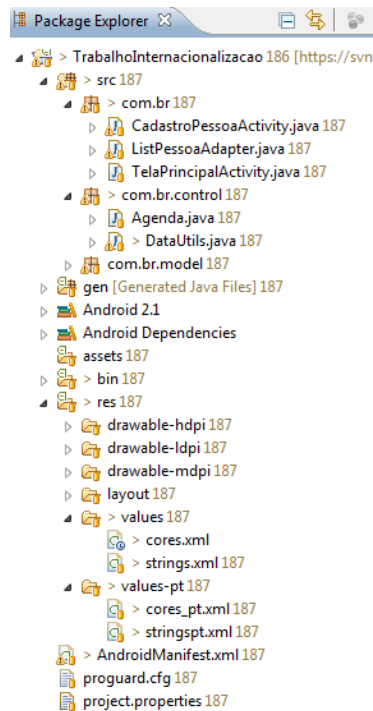 Package Explorer
> TrabalhoInternacionalizacao 186 [https://svn
> src 187
> com.br 187
CadastroPessoaActivity.java 187
ListPessoaAdapter.java 187
TelaPrincipalActivity.java 187
> com.br.control 187
Agenda.java 187
> DataUtils.java 187
com.br.model 187
gen [Generated Java Files] 187
Android 2.1
Android Dependencies
assets 187
> bin 187
> res 187
drawable-hdpi 187
drawable-ldpi 187
drawable-mdpi 187
layout 187
> values 187
> cores.xml
> strings.xml 187
> values-pt 187
> cores_pt.xml 187
> stringspt.xml 187
> AndroidManifest.xml 187
proguard.cfg 187
project.properties 187